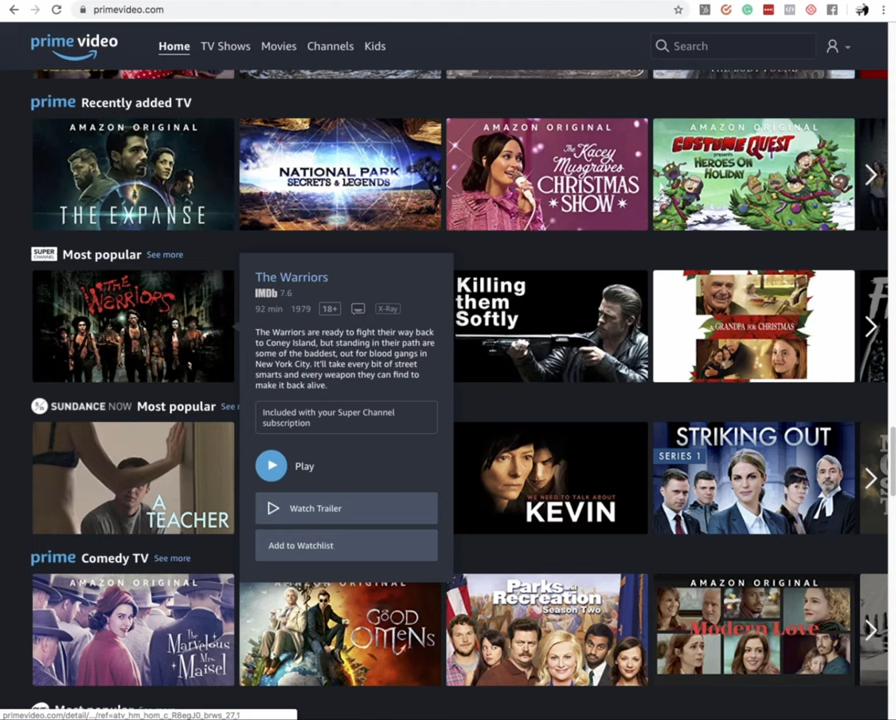 primevideo.com
prime video
Home TV Shows Movies Channels Kids
Search
prime Recently added TV
AMAZON ORIGINAL
THE EXPANSE
NATIONAL PARK
SECRETS & LEGENDS
AMAZON ORIGINAL
The Kacey
Musgraves
CHRISTMAS
SHOW
AMAZON ORIGINAL
COSTUME QUEST
HEROES ON
HOLIDAY
SUPER
CHANNEL
Most popular See more
THE
WARRIORS
The Warriors
IMDb 7.6
92 min 1979 18+ X-Ray
The Warriors are ready to fight their way back
to Coney Island, but standing in their path are
some of the baddest, out for blood gangs in
New York City. It'll take every bit of street
smarts and every weapon they can find to
make it back alive.
Included with your Super Channel
subscription
Play
Watch Trailer
Add to Watchlist
Killing
them
Softly
A GRANDPA FOR CHRISTMAS
SUNDANCE NOW Most popular See
A
TEACHER
WE NEED TO TALK ABOUT
KEVIN
STRIKING OUT
SERIES 1
prime Comedy TV See more
AMAZON ORIGINAL
The
Marvelous
Mrs.
Maisel
GOOD
OMENS
Parks and
Recreation
Season Two
AMAZON ORIGINAL
Modern Love
primevideo.com/detail/.../ref=atv_hm_hom_c_R8egJ0_brws_27_1